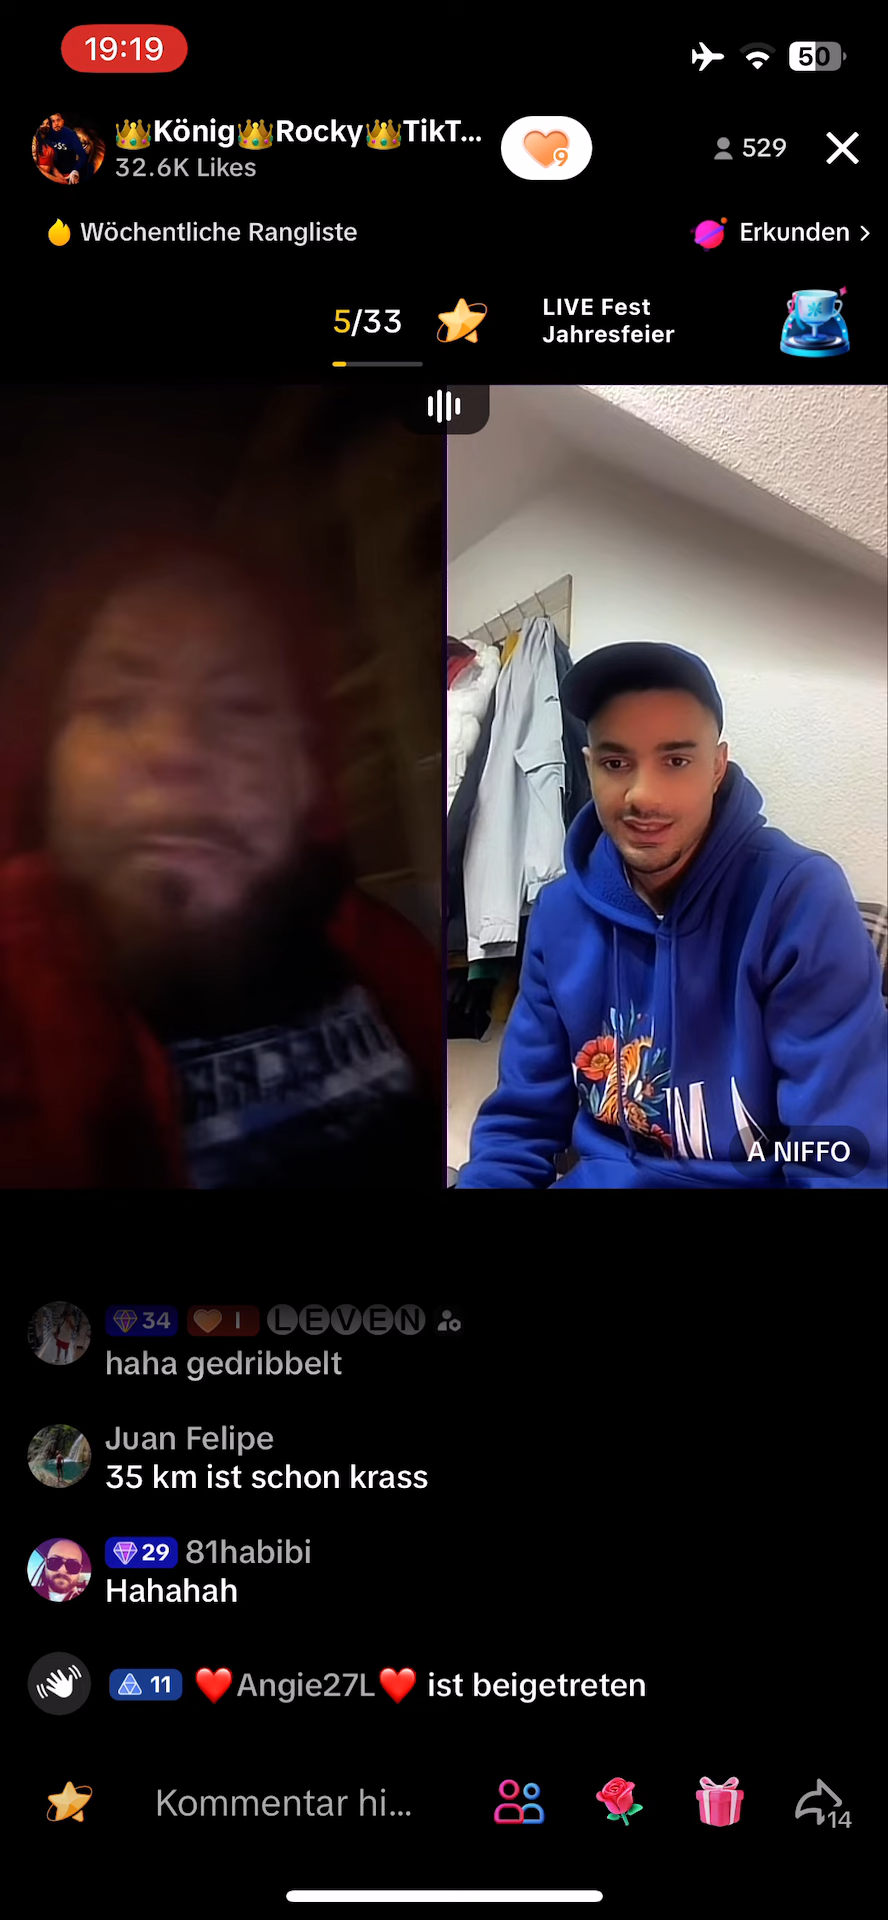 19:19
50
👑König👑Rocky👑TikT...
32.6K Likes
9
529
Wöchentliche Rangliste
Erkunden >
5/33
LIVE Fest
Jahresfeier
A NIFFO
34 I LEVEN
haha gedribbelt
Juan Felipe
35 km ist schon krass
29 81habibi
Hahahah
11 ❤️Angie27L❤️ ist beigetreten
Kommentar hi...
14